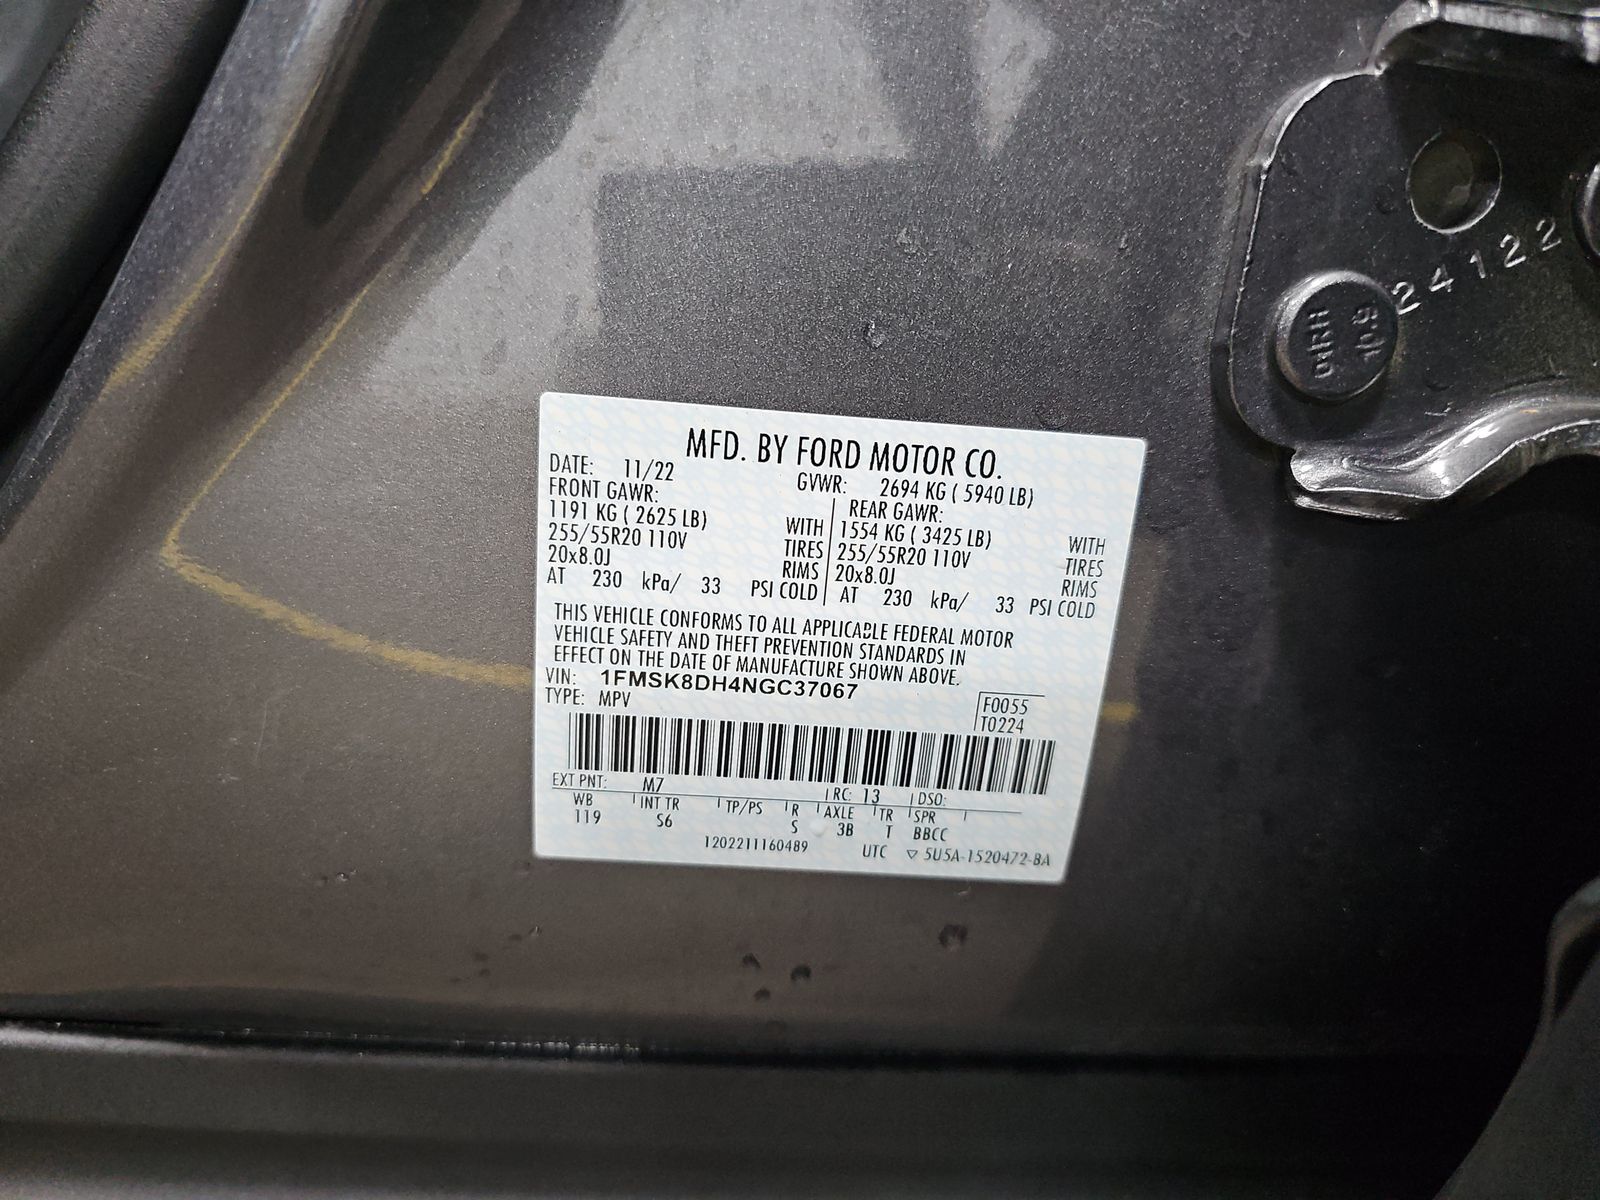 24122
MFD. BY FORD MOTOR CO.
DATE: 11/22 GVWR: 2694 KG ( 5940 LB)
FRONT GAWR: REAR GAWR:
1191 KG ( 2625 LB) WITH 1554 KG ( 3425 LB) WITH
255/55R20 110V TIRES 255/55R20 110V TIRES
20x8.0J RIMS 20x8.0J RIMS
AT 230 kPa/ 33 PSI COLD AT 230 kPa/ 33 PSI COLD
THIS VEHICLE CONFORMS TO ALL APPLICABLE FEDERAL MOTOR
VEHICLE SAFETY AND THEFT PREVENTION STANDARDS IN
EFFECT ON THE DATE OF MANUFACTURE SHOWN ABOVE.
VIN: 1FMSK8DH4NGC37067
TYPE: MPV
F0055
T0224
EXT PNT: M7 RC: 13 DSO:
WB INT TR TP/PS R AXLE TR SPR
119 S6 S 3B T BBCC
1202211160489 UTC ▽ 5U5A-1520472-BA